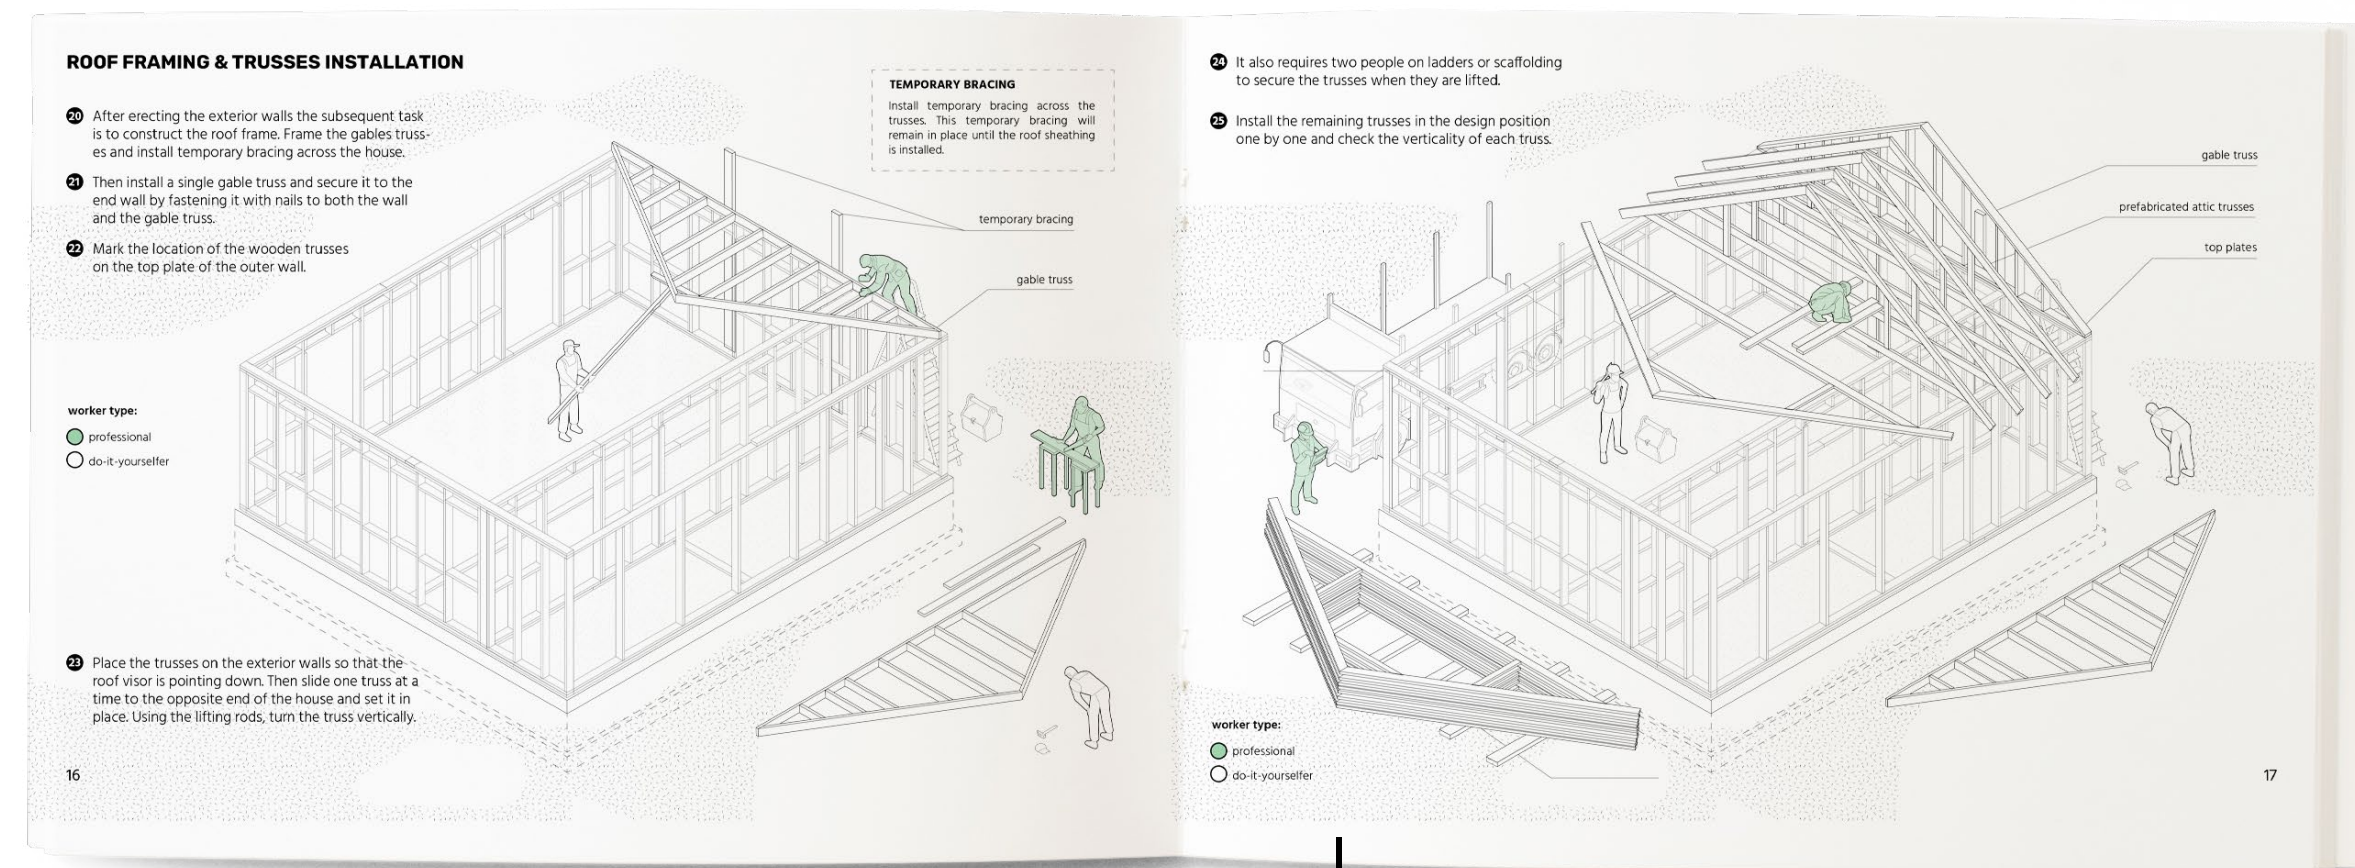 ROOF FRAMING & TRUSSES INSTALLATION
20 After erecting the exterior walls the subsequent task
is to construct the roof frame. Frame the gables truss-
es and install temporary bracing across the house.
21 Then install a single gable truss and secure it to the
end wall by fastening it with nails to both the wall
and the gable truss.
22 Mark the location of the wooden trusses
on the top plate of the outer wall.
TEMPORARY BRACING
Install temporary bracing across the
trusses. This temporary bracing will
remain in place until the roof sheathing
is installed.
temporary bracing
gable truss
worker type:
professional
do-it-yourselfer
23 Place the trusses on the exterior walls so that the
roof visor is pointing down. Then slide one truss at a
time to the opposite end of the house and set it in
place. Using the lifting rods, turn the truss vertically.
16
24 It also requires two people on ladders or scaffolding
to secure the trusses when they are lifted.
25 Install the remaining trusses in the design position
one by one and check the verticality of each truss.
gable truss
prefabricated attic trusses
top plates
worker type:
professional
do-it-yourselfer
17